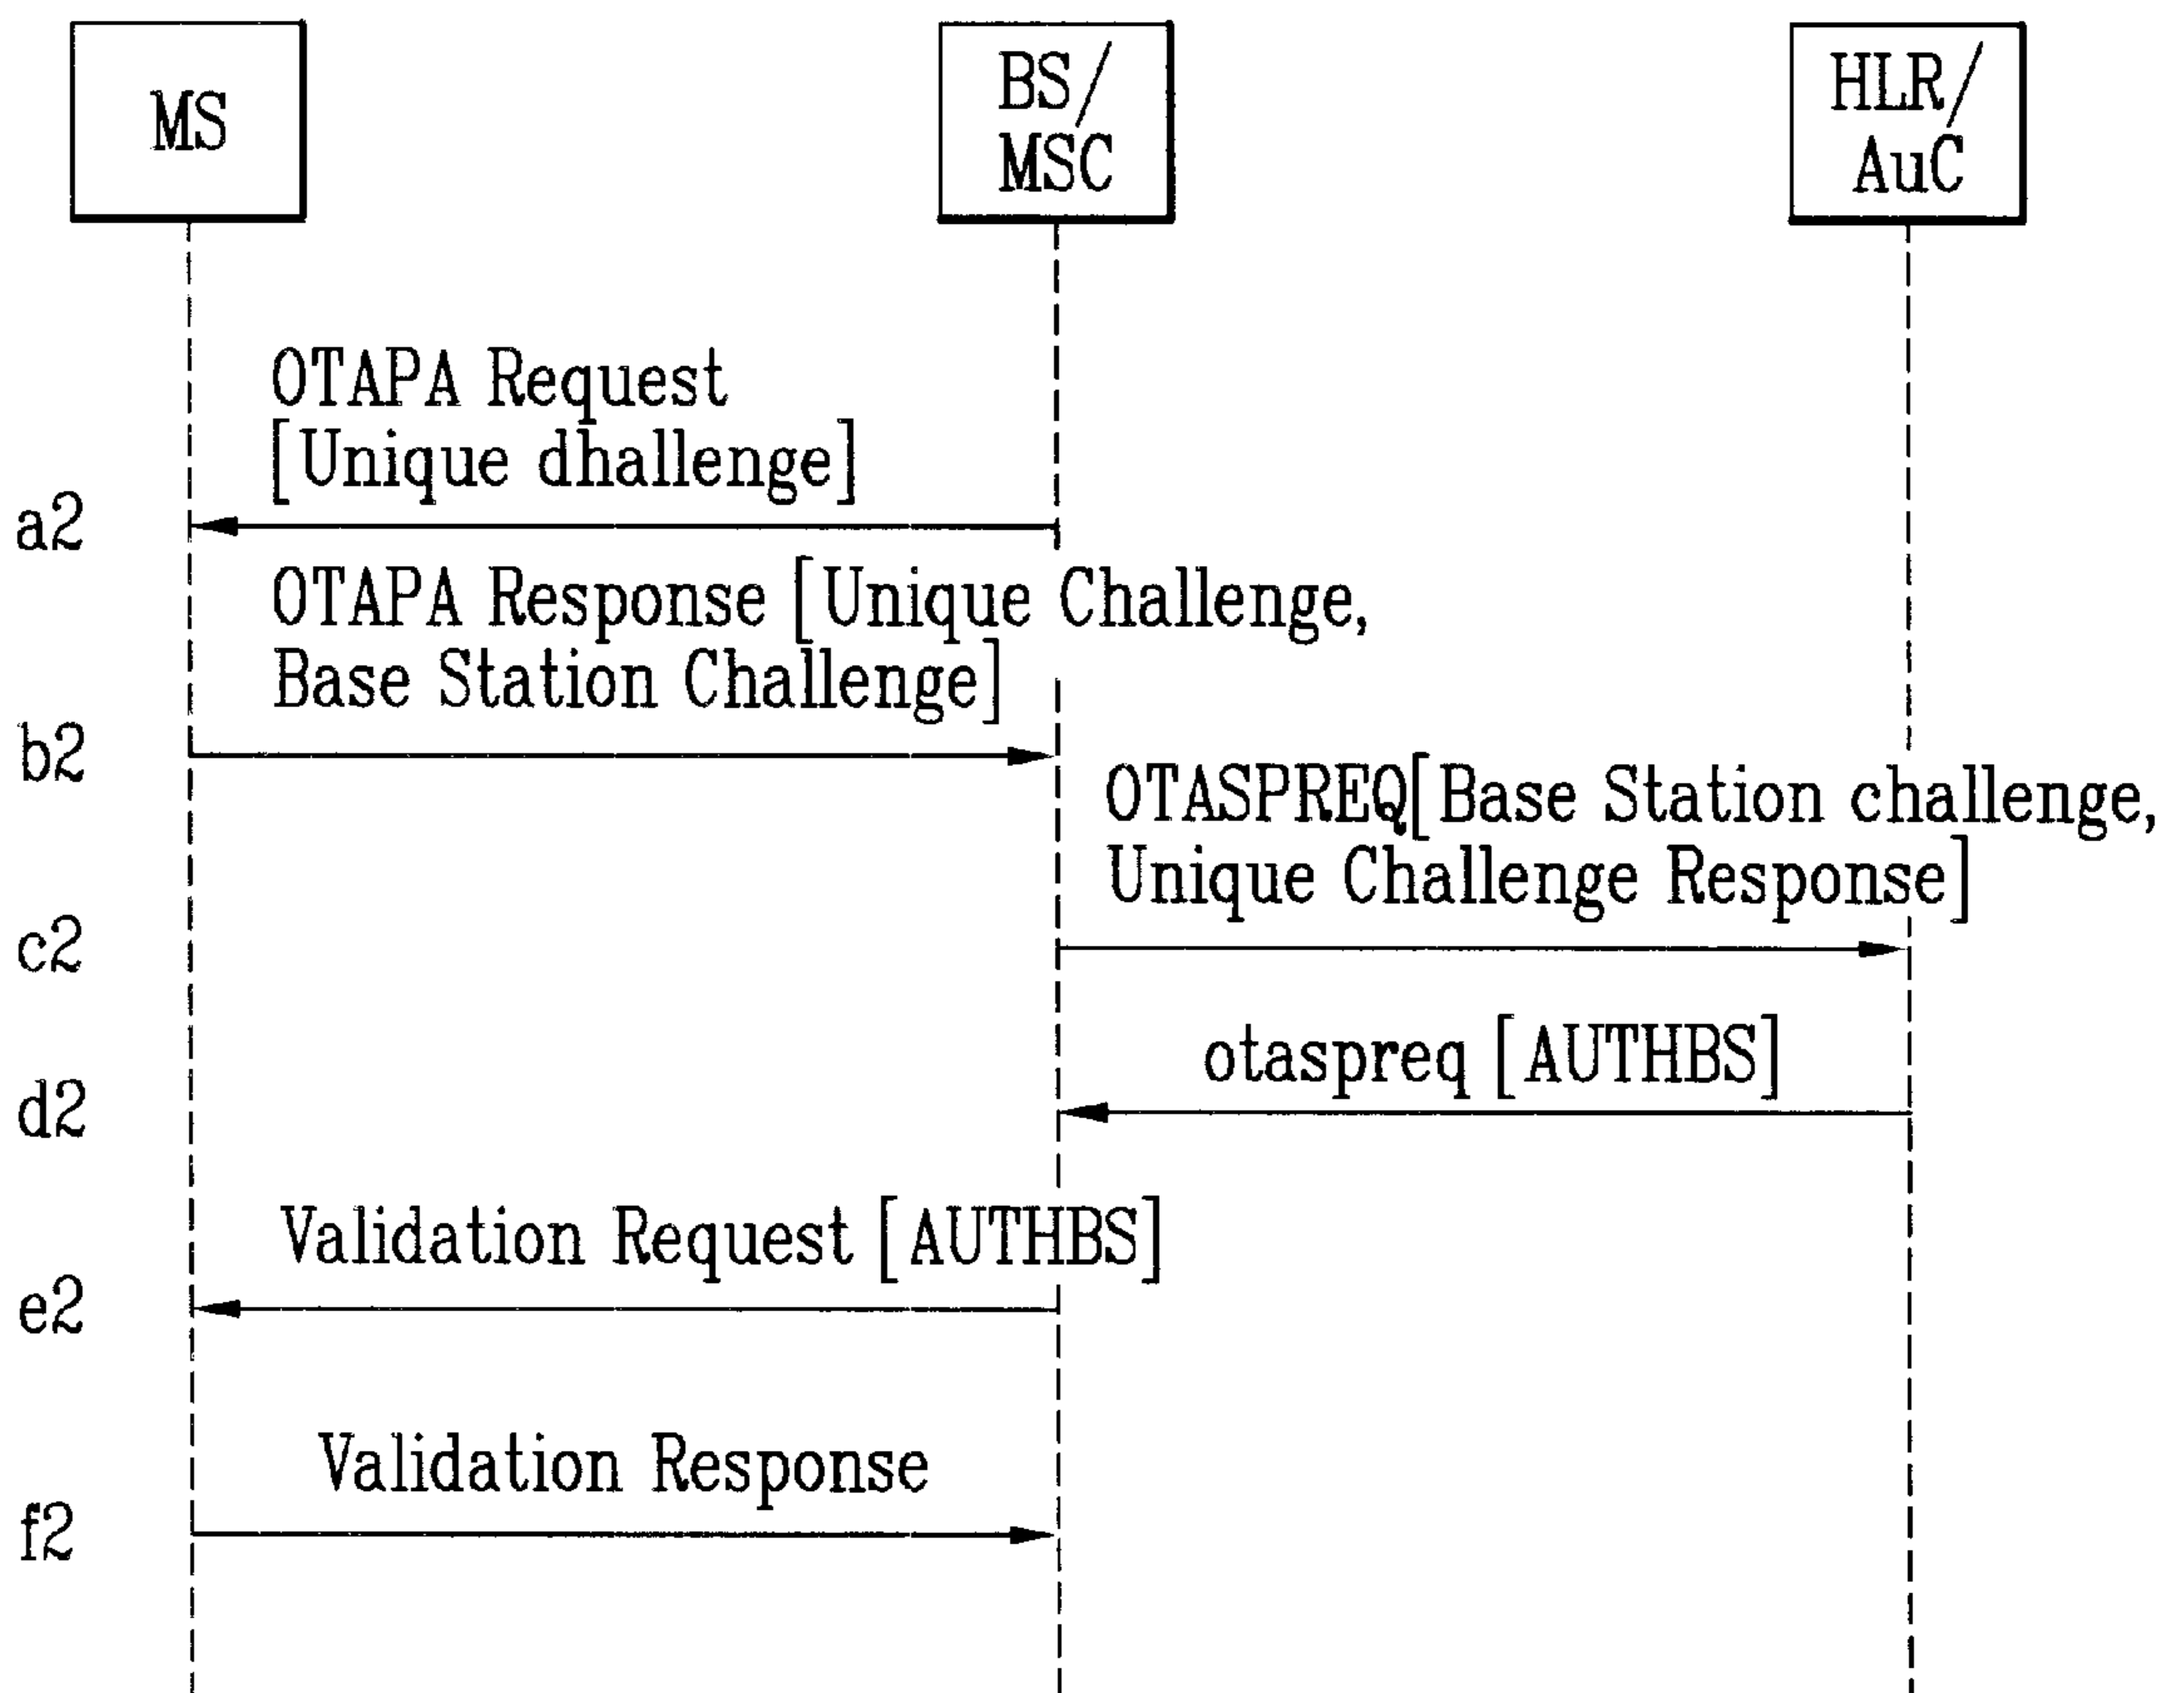 MS
BS/
MSC
HLR/
AuC
OTAPA Request
[Unique dhallenge]
a2
OTAPA Response [Unique Challenge,
Base Station Challenge]
b2
OTASPREQ[Base Station challenge,
Unique Challenge Response]
c2
otaspreq [AUTHBS]
d2
Validation Request [AUTHBS]
e2
Validation Response
f2